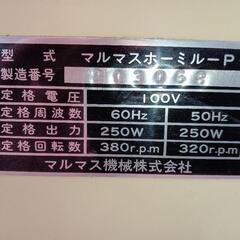 型式 マルマスホーミルーP
製造番号
定格電圧 100V
定格周波数 60Hz 50Hz
定格出力 250W 250W
定格回転数 380r.p.m 320r.p.m
マルマス機械株式会社